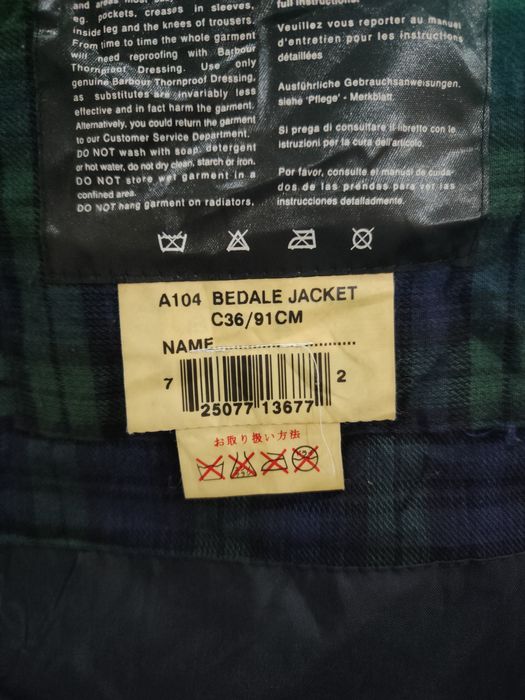 and areas most
eg. pockets, creases in sleeves,
inside leg and the knees of trousers.
From time to time the whole garment
will need reproofing with Barbour
Thornproof Dressing. Use only
genuine Barbour Thornproof Dressing,
as substitutes are invariably less
effective and in fact harm the garment.
Alternatively, you could return the garment
to our Customer Service Department.
DO NOT wash with soap, detergent
or hot water, do not dry clean, starch or iron.
DO NOT store wet garment in a
confined area.
DO NOT hang garment on radiators.
full instructions.
Veuillez vous reporter au manuel
d'entretien pour les instructions
détaillées
Ausführliche Gebrauchsanweisungen.
siehe 'Pflege' - Merkblatt.
Si prega di consultare il libretto con le
istruzioni per la cura dell'articolo.
Por favor, consulte el manual de cuida-
dos de las prendas para ver las
instrucciones detalladmente.
A104 BEDALE JACKET
C36/91CM
NAME
7 25077 13677 2
お取り扱い方法